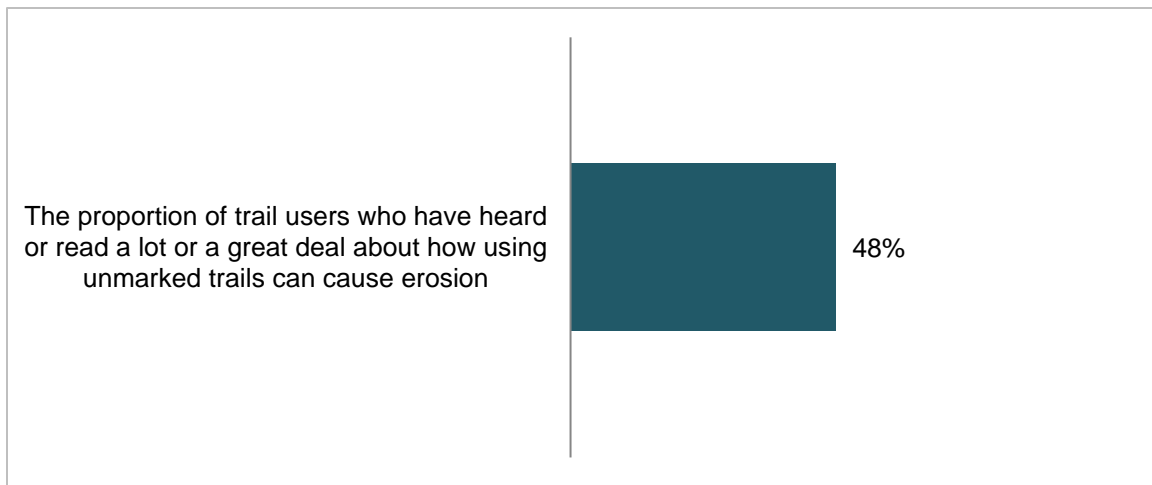 The proportion of trail users who have heard
or read a lot or a great deal about how using
unmarked trails can cause erosion
48%